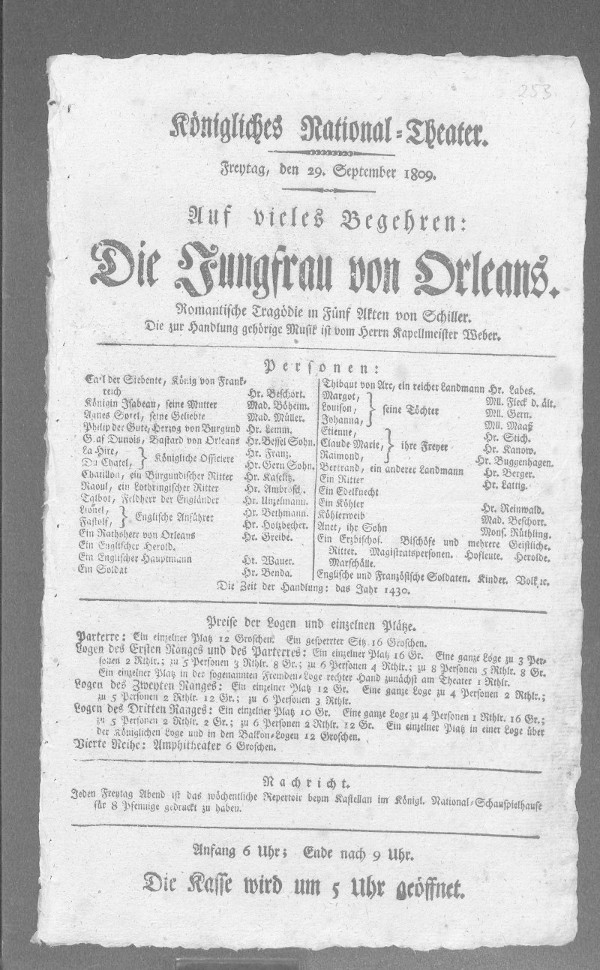 253
Königliches National-Theater.
Freytag, den 29. September 1809.
Auf vieles Begehren:
Die Jungfrau von Orleans.
Romantische Tragödie in Fünf Akten von Schiller.
Die zur Handlung gehörige Musik ist vom Herrn Kapellmeister Weber.
Personen:
Carl der Siebente, König von Frank-
reich Hr. Beschort.
Königin Isabeau, seine Mutter Mad. Böheim.
Agnes Sorel, seine Geliebte Mad. Müller.
Philip der Gute, Herzog von Burgund Hr. Lemm.
Graf Dunois, Bastard von Orleans Hr. Bessel Sohn.
La Hire, Hr. Franz.
Königliche Officiere
Du Chatel, Hr. Gern Sohn.
Chatillon, ein Burgundischer Ritter Hr. Kaselitz.
Raoul, ein Lothringischer Ritter Hr. Ambrosch.
Talbot, Feldherr der Engländer Hr. Unzelmann.
Lionel, Hr. Bethmann.
Englische Anführer
Fastolf, Hr. Holzbecher.
Ein Rathsherr von Orleans Hr. Greibe.
Ein Englischer Herold.
Ein Englischer Hauptmann Hr. Wauer.
Ein Soldat Hr. Benda.
Thibaut von Arc, ein reicher Landmann Hr. Labes.
Margot, Mll. Fleck d. ält.
Louison, seine Töchter Mll. Gern.
Johanna, Mll. Maaß
Etienne, Hr. Stich.
Claude Marie, ihre Freyer Hr. Kanow.
Raimond, Hr. Buggenhagen.
Bertrand, ein anderer Landmann Hr. Berger.
Ein Ritter Hr. Lattig.
Ein Edelknecht
Ein Köhler Hr. Reinwald.
Köhlerweib Mad. Beschort.
Anet, ihr Sohn Mons. Rüthling.
Ein Erzbischof. Bischöfe und mehrere Geistliche.
Ritter. Magistratspersonen. Hofleute. Herolde.
Marschälle.
Englische und Französische Soldaten. Kinder. Volk ꝛc.
Die Zeit der Handlung: das Jahr 1430.
Preise der Logen und einzelnen Plätze.
Parterre: Ein einzelner Platz 12 Groschen. Ein gesperrter Sitz 16 Groschen.
Logen des Ersten Ranges und des Parterres: Ein einzelner Platz 16 Gr. Eine ganze Loge zu 3 Per-
sonen 2 Rthlr.; zu 5 Personen 3 Rthlr. 8 Gr.; zu 6 Personen 4 Rthlr.; zu 8 Personen 5 Rthlr. 8 Gr.
Ein einzelner Platz in der sogenannten Fremden-Loge rechter Hand zunächst am Theater 1 Rthlr.
Logen des Zweyten Ranges: Ein einzelner Platz 12 Gr. Eine ganze Loge zu 4 Personen 2 Rthlr.;
zu 5 Personen 2 Rthlr. 12 Gr.; zu 6 Personen 3 Rthlr.
Logen des Dritten Ranges: Ein einzelner Platz 10 Gr. Eine ganze Loge zu 4 Personen 1 Rthlr. 16 Gr.;
zu 5 Personen 2 Rthlr. 2 Gr.; zu 6 Personen 2 Rthlr. 12 Gr. Ein einzelner Platz in einer Loge über
der Königlichen Loge und in den Balkon-Logen 12 Groschen.
Vierte Reihe: Amphitheater 6 Groschen.
Nachricht.
Jeden Freytag Abend ist das wöchentliche Repertoir beym Kastellan im Königl. National-Schauspielhause
für 8 Pfennige gedruckt zu haben.
Anfang 6 Uhr; Ende nach 9 Uhr.
Die Kasse wird um 5 Uhr geöffnet.